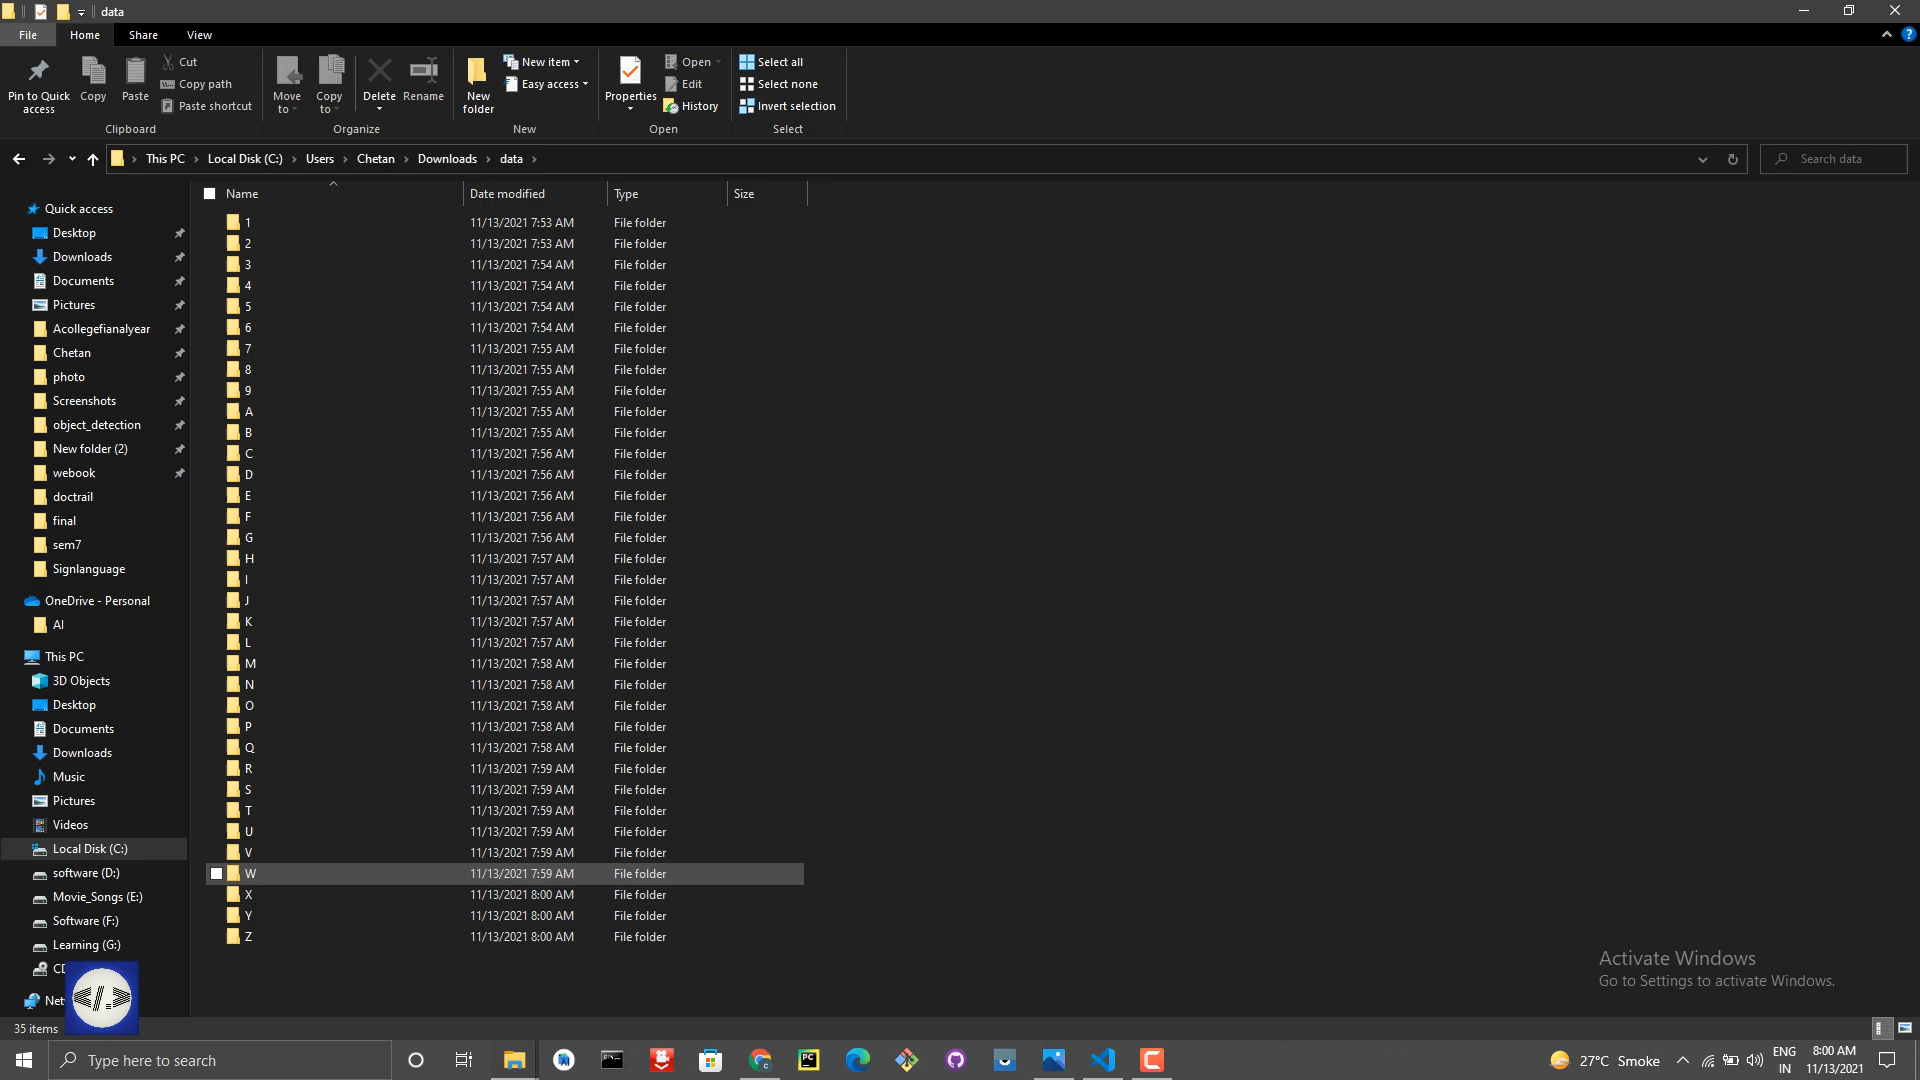 data
File Home Share View
Pin to Quick access
Copy
Paste
Cut
Copy path
Paste shortcut
Clipboard
Move to
Copy to
Delete
Rename
Organize
New folder
New item
Easy access
New
Properties
Open
Edit
History
Open
Select all
Select none
Invert selection
Select
This PC › Local Disk (C:) › Users › Chetan › Downloads › data ›
Search data
Quick access
Desktop
Downloads
Documents
Pictures
Acollegefianalyear
Chetan
photo
Screenshots
object_detection
New folder (2)
webook
doctrail
final
sem7
Signlanguage
OneDrive - Personal
AI
This PC
3D Objects
Desktop
Documents
Downloads
Music
Pictures
Videos
Local Disk (C:)
software (D:)
Movie_Songs (E:)
Software (F:)
Learning (G:)
Name Date modified Type Size
1 11/13/2021 7:53 AM File folder
2 11/13/2021 7:53 AM File folder
3 11/13/2021 7:54 AM File folder
4 11/13/2021 7:54 AM File folder
5 11/13/2021 7:54 AM File folder
6 11/13/2021 7:54 AM File folder
7 11/13/2021 7:55 AM File folder
8 11/13/2021 7:55 AM File folder
9 11/13/2021 7:55 AM File folder
A 11/13/2021 7:55 AM File folder
B 11/13/2021 7:55 AM File folder
C 11/13/2021 7:56 AM File folder
D 11/13/2021 7:56 AM File folder
E 11/13/2021 7:56 AM File folder
F 11/13/2021 7:56 AM File folder
G 11/13/2021 7:56 AM File folder
H 11/13/2021 7:57 AM File folder
I 11/13/2021 7:57 AM File folder
J 11/13/2021 7:57 AM File folder
K 11/13/2021 7:57 AM File folder
L 11/13/2021 7:57 AM File folder
M 11/13/2021 7:58 AM File folder
N 11/13/2021 7:58 AM File folder
O 11/13/2021 7:58 AM File folder
P 11/13/2021 7:58 AM File folder
Q 11/13/2021 7:58 AM File folder
R 11/13/2021 7:59 AM File folder
S 11/13/2021 7:59 AM File folder
T 11/13/2021 7:59 AM File folder
U 11/13/2021 7:59 AM File folder
V 11/13/2021 7:59 AM File folder
W 11/13/2021 7:59 AM File folder
X 11/13/2021 8:00 AM File folder
Y 11/13/2021 8:00 AM File folder
Z 11/13/2021 8:00 AM File folder
Activate Windows
Go to Settings to activate Windows.
35 items
Type here to search
27°C Smoke
ENG
IN
8:00 AM
11/13/2021